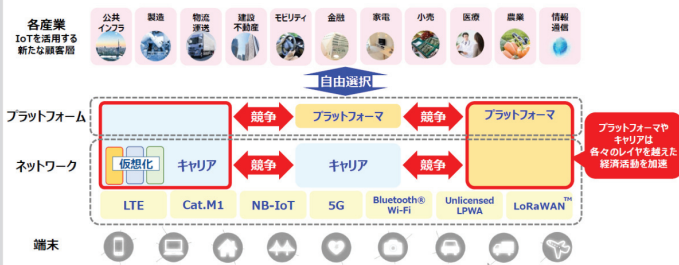 各産業
IoTを活用する
新たな顧客層
公共
インフラ
製造
物流
運送
建設
不動産
モビリティ
金融
家電
小売
医療
農業
情報
通信
自由選択
プラットフォーム
競争
プラットフォーマ
競争
プラットフォーマ
プラットフォーマや
キャリアは
各々のレイヤを越えた
経済活動を加速
ネットワーク
仮想化
キャリア
競争
キャリア
競争
LTE
Cat.M1
NB-IoT
5G
Bluetooth®
Wi-Fi
Unlicensed
LPWA
LoRaWAN™
端末